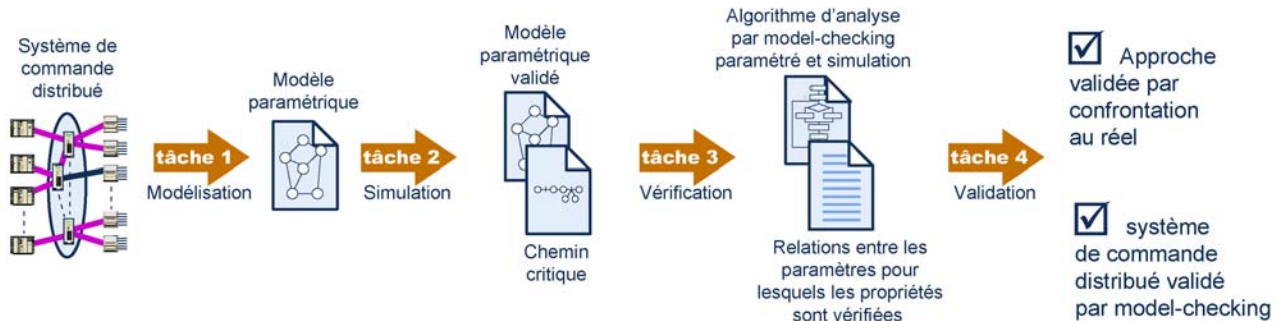 Système de
commande
distribué
tâche 1
Modélisation
Modèle
paramétrique
tâche 2
Simulation
Modèle
paramétrique
validé
Chemin
critique
tâche 3
Vérification
Algorithme d'analyse
par model-checking
paramétré et simulation
Relations entre les
paramètres pour
lesquels les propriétés
sont vérifiées
tâche 4
Validation
Approche
validée par
confrontation
au réel
système
de commande
distribué validé
par model-checking